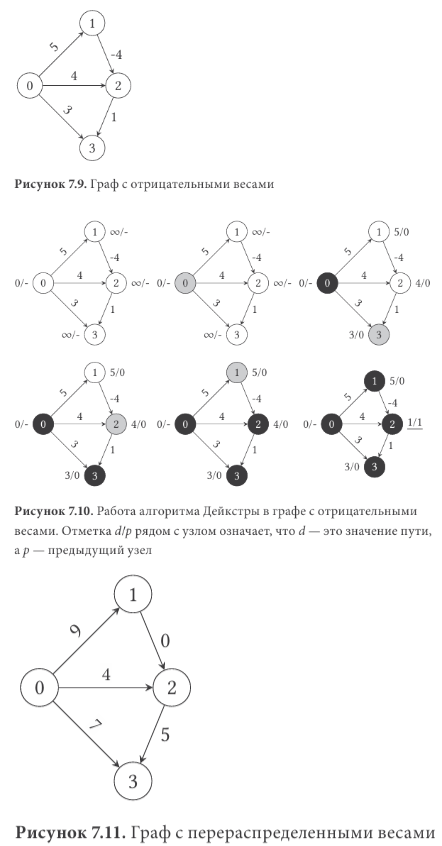 1
5
-4
0
4
2
3
1
3
Рисунок 7.9. Граф с отрицательными весами
1 ∞/- 1 ∞/- 1 5/0
5 -4 5 -4 5 -4
0/- 0 4 2 ∞/- 0/- 0 4 2 ∞/- 0/- 0 4 2 4/0
3 1 3 1 3 1
∞/- 3 ∞/- 3 3/0 3
1 5/0 1 5/0 1 5/0
5 -4 5 -4 5 -4
0/- 0 4 2 4/0 0/- 0 4 2 4/0 0/- 0 4 2 1/1
3 1 3 1 3 1
3/0 3 3/0 3 3/0 3
Рисунок 7.10. Работа алгоритма Дейкстры в графе с отрицательными
весами. Отметка d/p рядом с узлом означает, что d — это значение пути,
а p — предыдущий узел
1
9
0
4
0
2
7
5
3
Рисунок 7.11. Граф с перераспределенными весами